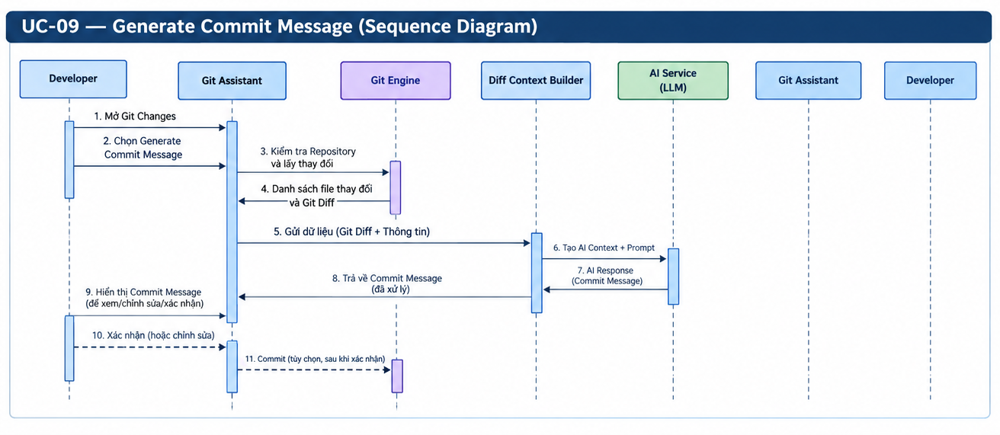 UC-09 — Generate Commit Message (Sequence Diagram)
Developer
Git Assistant
Git Engine
Diff Context Builder
AI Service
(LLM)
Git Assistant
Developer
1. Mở Git Changes
2. Chọn Generate
Commit Message
3. Kiểm tra Repository
và lấy thay đổi
4. Danh sách file thay đổi
và Git Diff
5. Gửi dữ liệu (Git Diff + Thông tin)
6. Tạo AI Context + Prompt
7. AI Response
(Commit Message)
8. Trả về Commit Message
(đã xử lý)
9. Hiển thị Commit Message
(để xem/chỉnh sửa/xác nhận)
10. Xác nhận (hoặc chỉnh sửa)
11. Commit (tùy chọn, sau khi xác nhận)